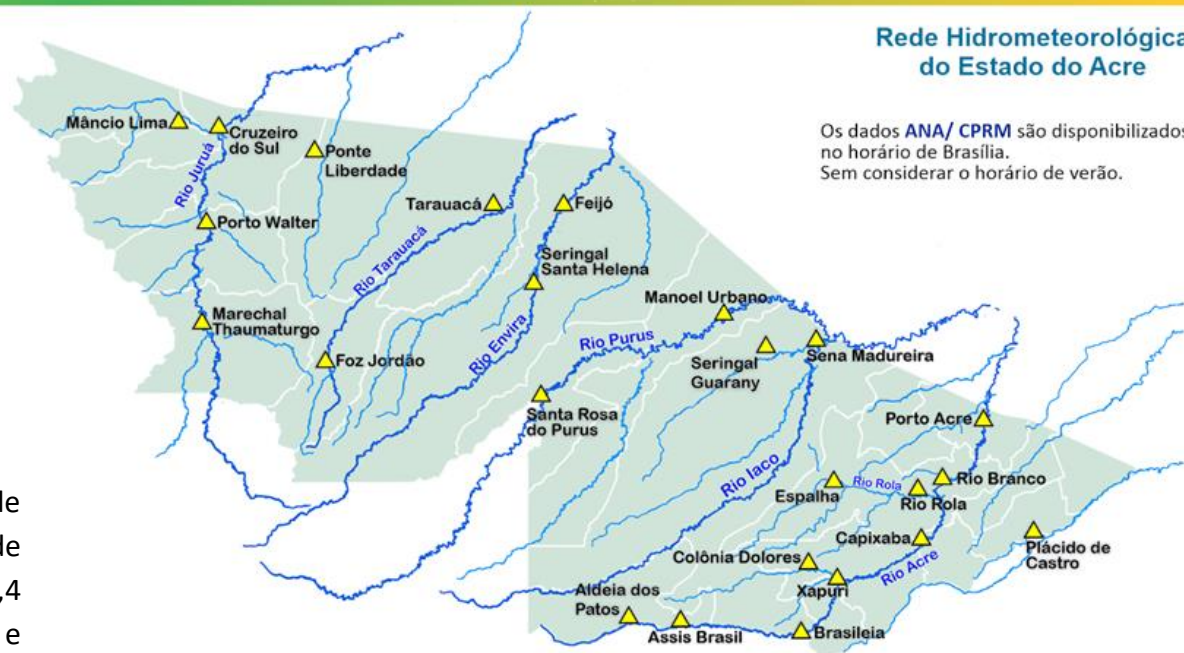 Rede Hidrometeorológica
do Estado do Acre
Os dados ANA/ CPRM são disponibilizados
no horário de Brasília.
Sem considerar o horário de verão.
Mâncio Lima
Cruzeiro
do Sul
Ponte
Liberdade
Rio Juruá
Porto Walter
Tarauacá
Feijó
Rio Tarauacá
Seringal
Santa Helena
Marechal
Thaumaturgo
Foz Jordão
Rio Envira
Manoel Urbano
Rio Purus
Seringal
Guarany
Sena Madureira
Santa Rosa
do Purus
Porto Acre
Rio Iaco
Espalha
Rio Rola
Rio Rola
Rio Branco
Capixaba
Plácido de
Castro
Colônia Dolores
Xapuri
Rio Acre
Aldeia dos
Patos
Assis Brasil
Brasileia
de
de
,4
e